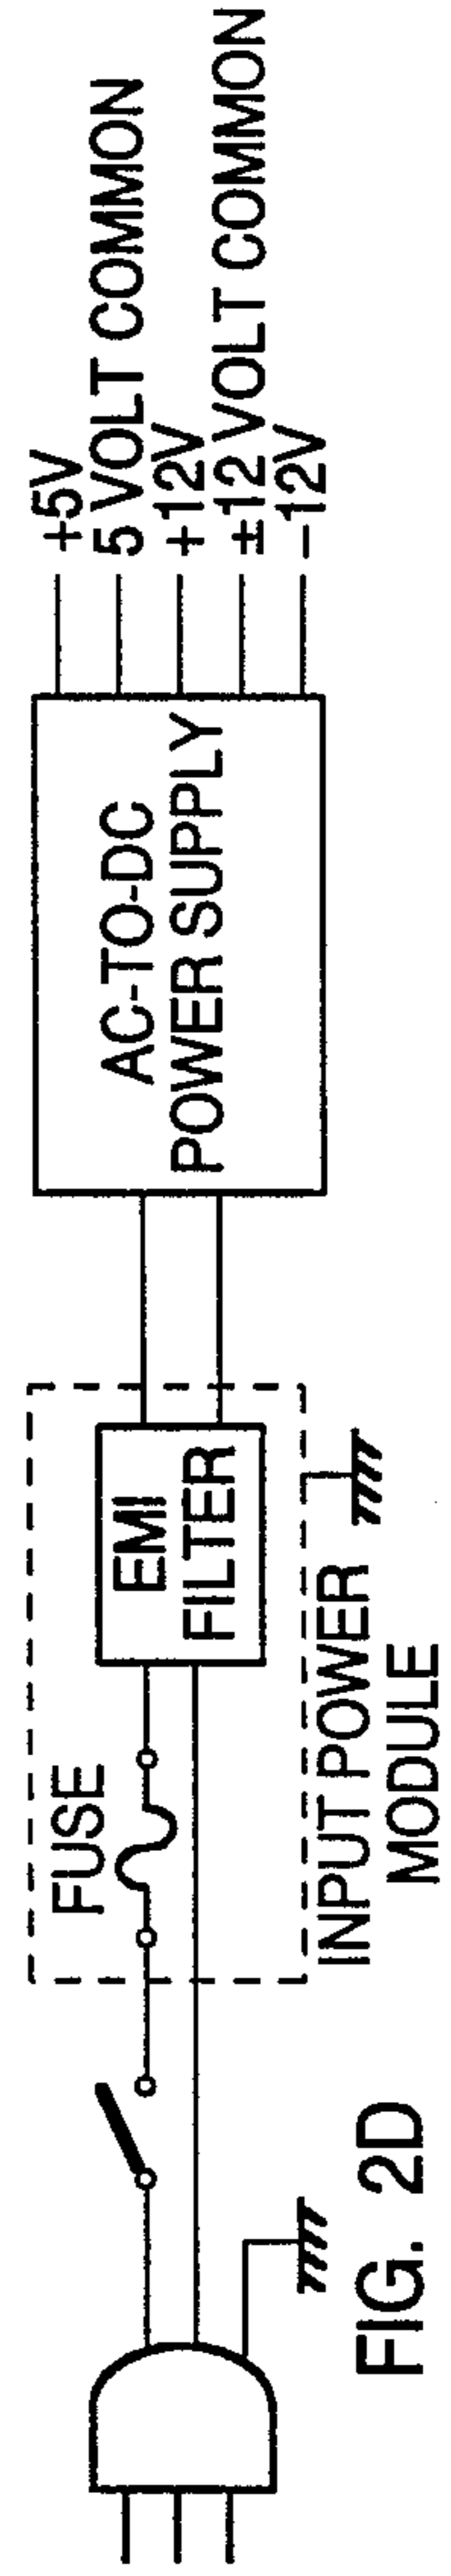 FUSE
EMI
FILTER
INPUT POWER
MODULE
AC-TO-DC
POWER SUPPLY
+5V
5 VOLT COMMON
+12V
±12 VOLT COMMON
-12V
FIG. 2D